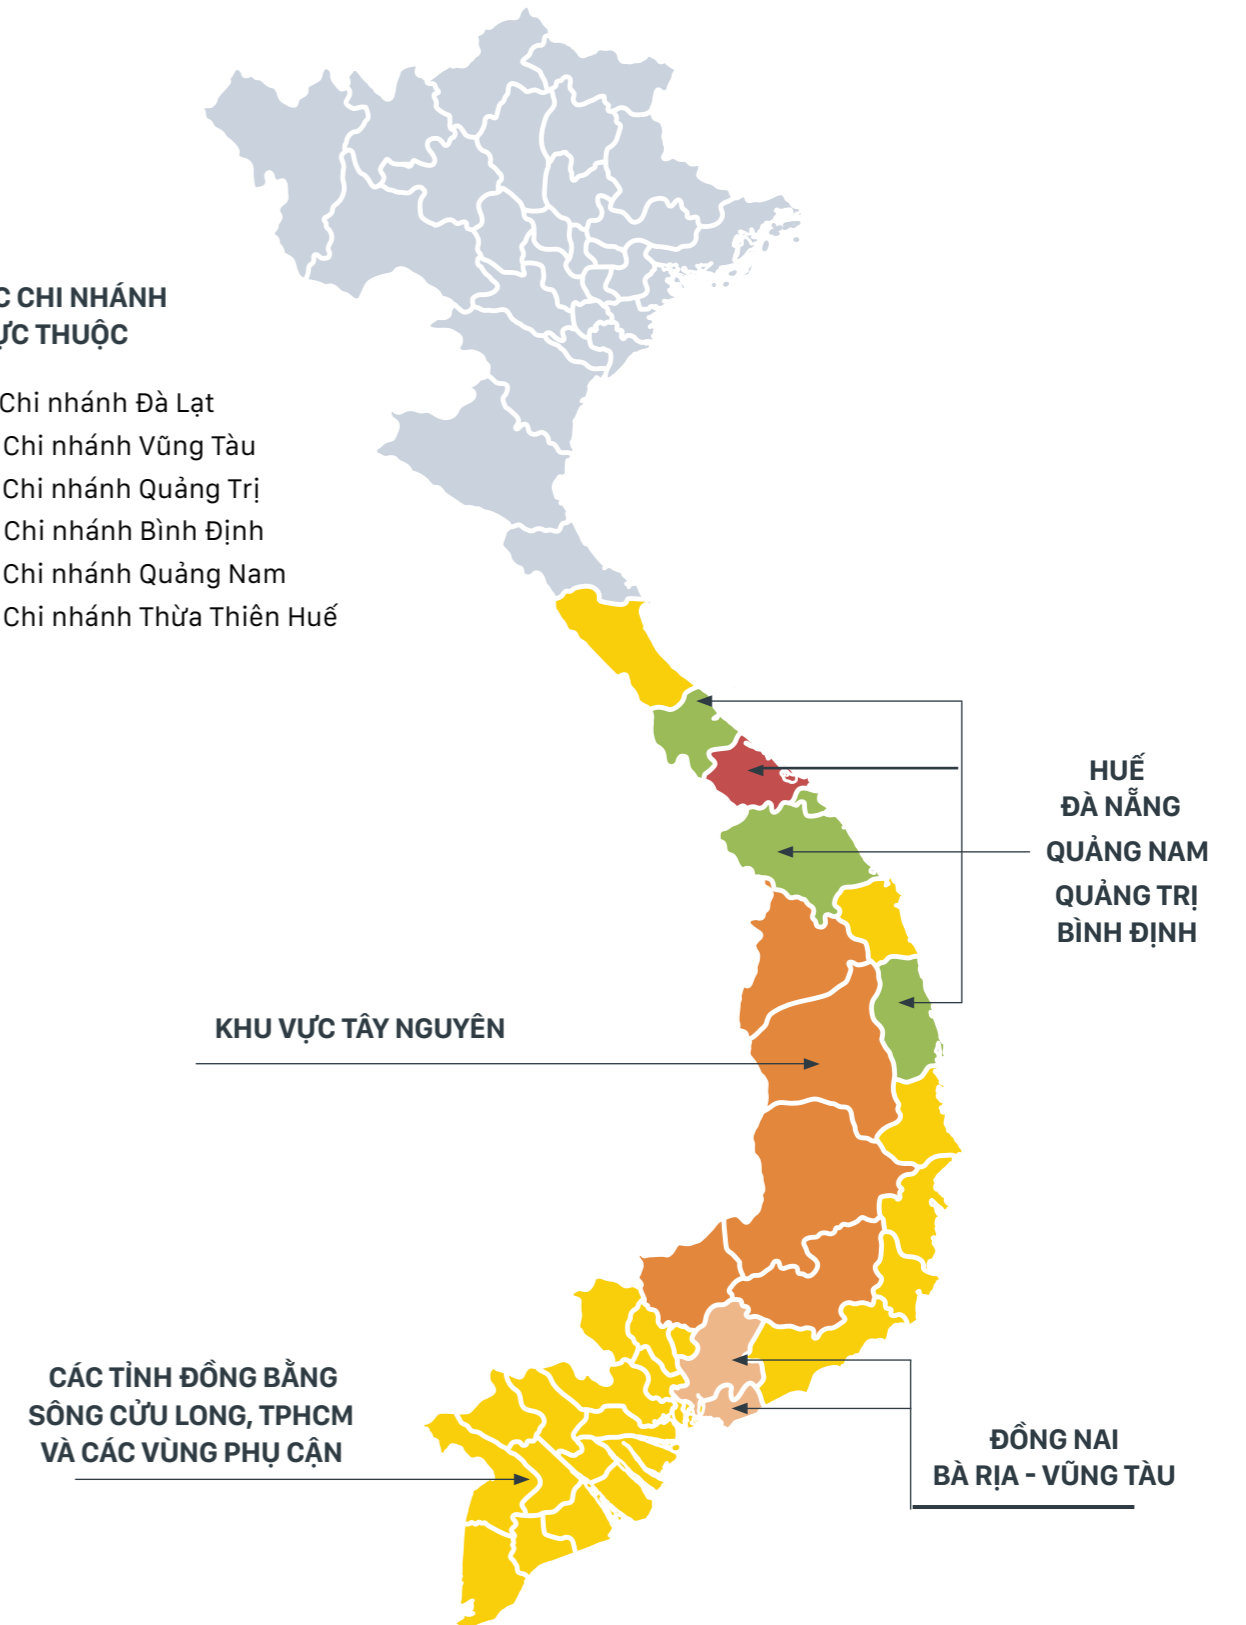 C CHI NHÁNH
ỰC THUỘC
Chi nhánh Đà Lạt
Chi nhánh Vũng Tàu
Chi nhánh Quảng Trị
Chi nhánh Bình Định
Chi nhánh Quảng Nam
Chi nhánh Thừa Thiên Huế
HUẾ
ĐÀ NẴNG
QUẢNG NAM
QUẢNG TRỊ
BÌNH ĐỊNH
KHU VỰC TÂY NGUYÊN
CÁC TỈNH ĐỒNG BẰNG
SÔNG CỬU LONG, TPHCM
VÀ CÁC VÙNG PHỤ CẬN
ĐỒNG NAI
BÀ RỊA - VŨNG TÀU